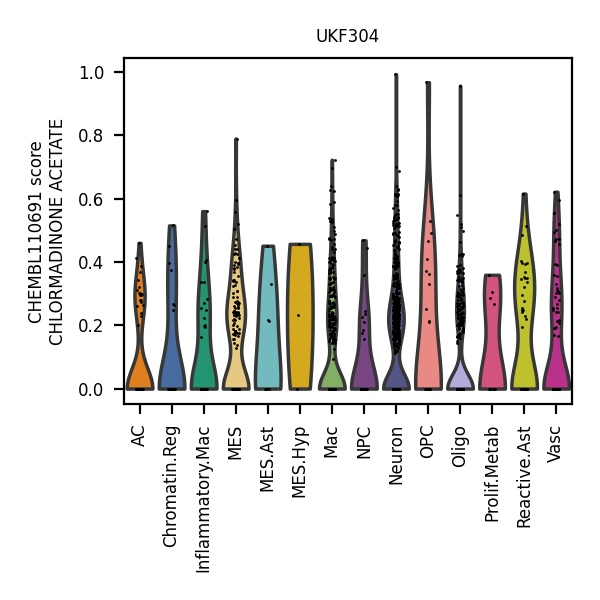 UKF304
CHEMBL110691 score
CHLORMADINONE ACETATE
1.0
0.8
0.6
0.4
0.2
0.0
AC
Chromatin.Reg
Inflammatory.Mac
MES
MES.Ast
MES.Hyp
Mac
NPC
Neuron
OPC
Oligo
Prolif.Metab
Reactive.Ast
Vasc